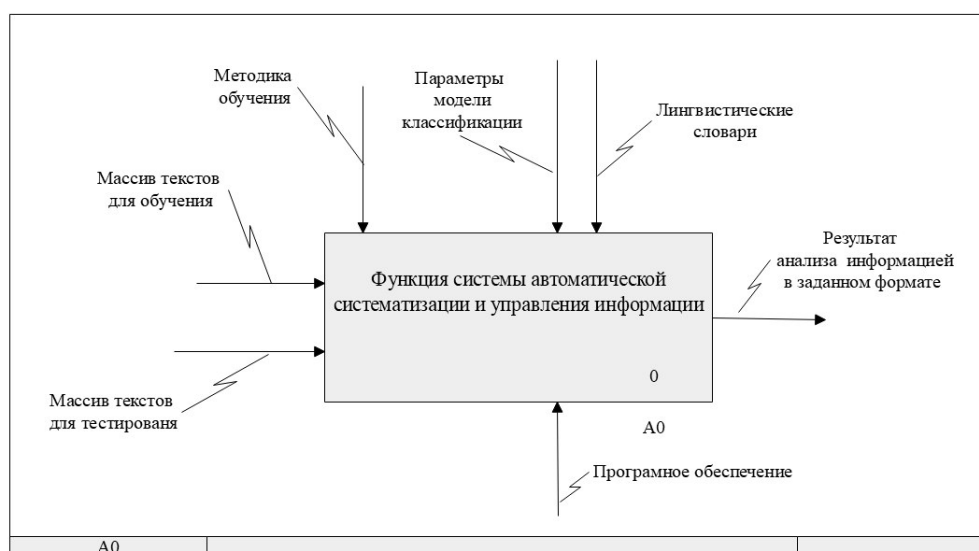 Методика
обучения
Параметры
модели
классификации
Лингвистические
словари
Массив текстов
для обучения
Функция системы автоматической
систематизации и управления информации
Результат
анализа информацией
в заданном формате
0
Массив текстов
для тестированя
A0
Програмное обеспечение
A0